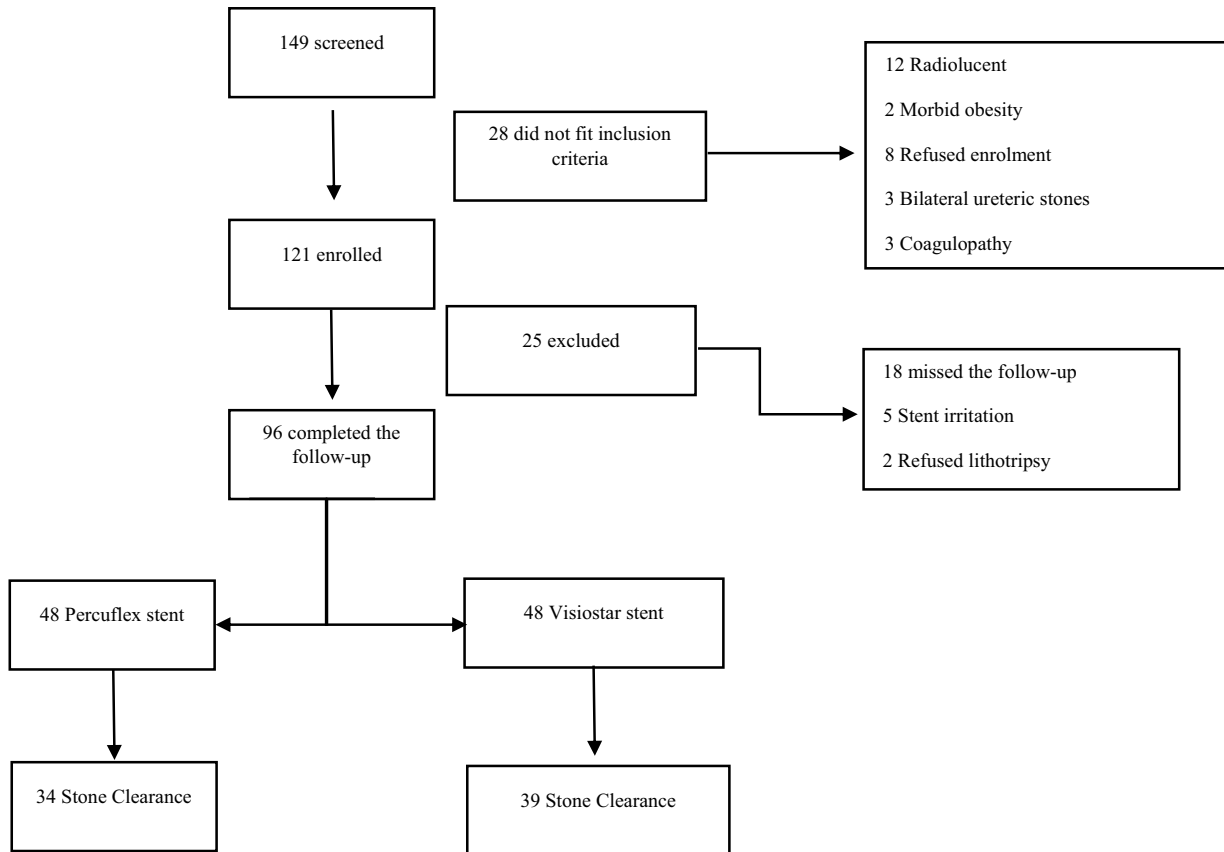 149 screened
28 did not fit inclusion
criteria
12 Radiolucent
2 Morbid obesity
8 Refused enrolment
3 Bilateral ureteric stones
3 Coagulopathy
121 enrolled
25 excluded
18 missed the follow-up
5 Stent irritation
2 Refused lithotripsy
96 completed the
follow-up
48 Percuflex stent
48 Visiostar stent
34 Stone Clearance
39 Stone Clearance